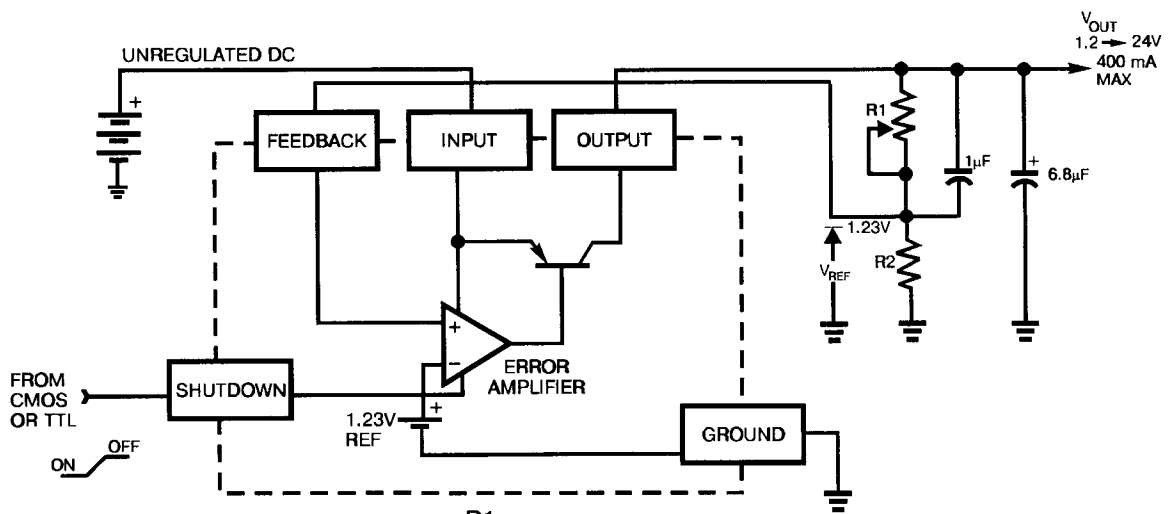 UNREGULATED DC
+
FEEDBACK
INPUT
OUTPUT
V_OUT
1.2 → 24V
400 mA
MAX
R1
1μF
+
6.8μF
1.23V
V_REF
R2
+
−
ERROR
AMPLIFIER
FROM
CMOS
OR TTL
SHUTDOWN
ON
OFF
1.23V
REF
+
GROUND